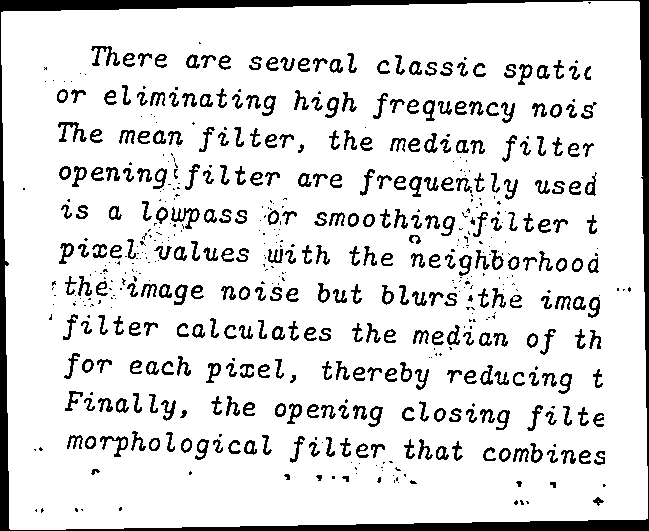 There are several classic spatic
or eliminating high frequency nois
The mean filter, the median filter
opening filter are frequently used
is a lowpass or smoothing filter t
pixel values with the neighborhood
the image noise but blurs the imag
filter calculates the median of th
for each pixel, thereby reducing t
Finally, the opening closing filte
morphological filter that combines